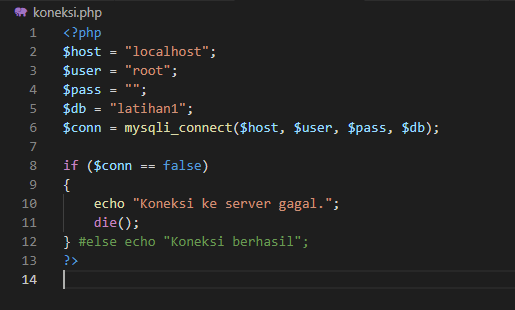 koneksi.php
1 <?php
2 $host = "localhost";
3 $user = "root";
4 $pass = "";
5 $db = "latihan1";
6 $conn = mysqli_connect($host, $user, $pass, $db);
7
8 if ($conn == false)
9 {
10     echo "Koneksi ke server gagal.";
11     die();
12 } #else echo "Koneksi berhasil";
13 ?>
14